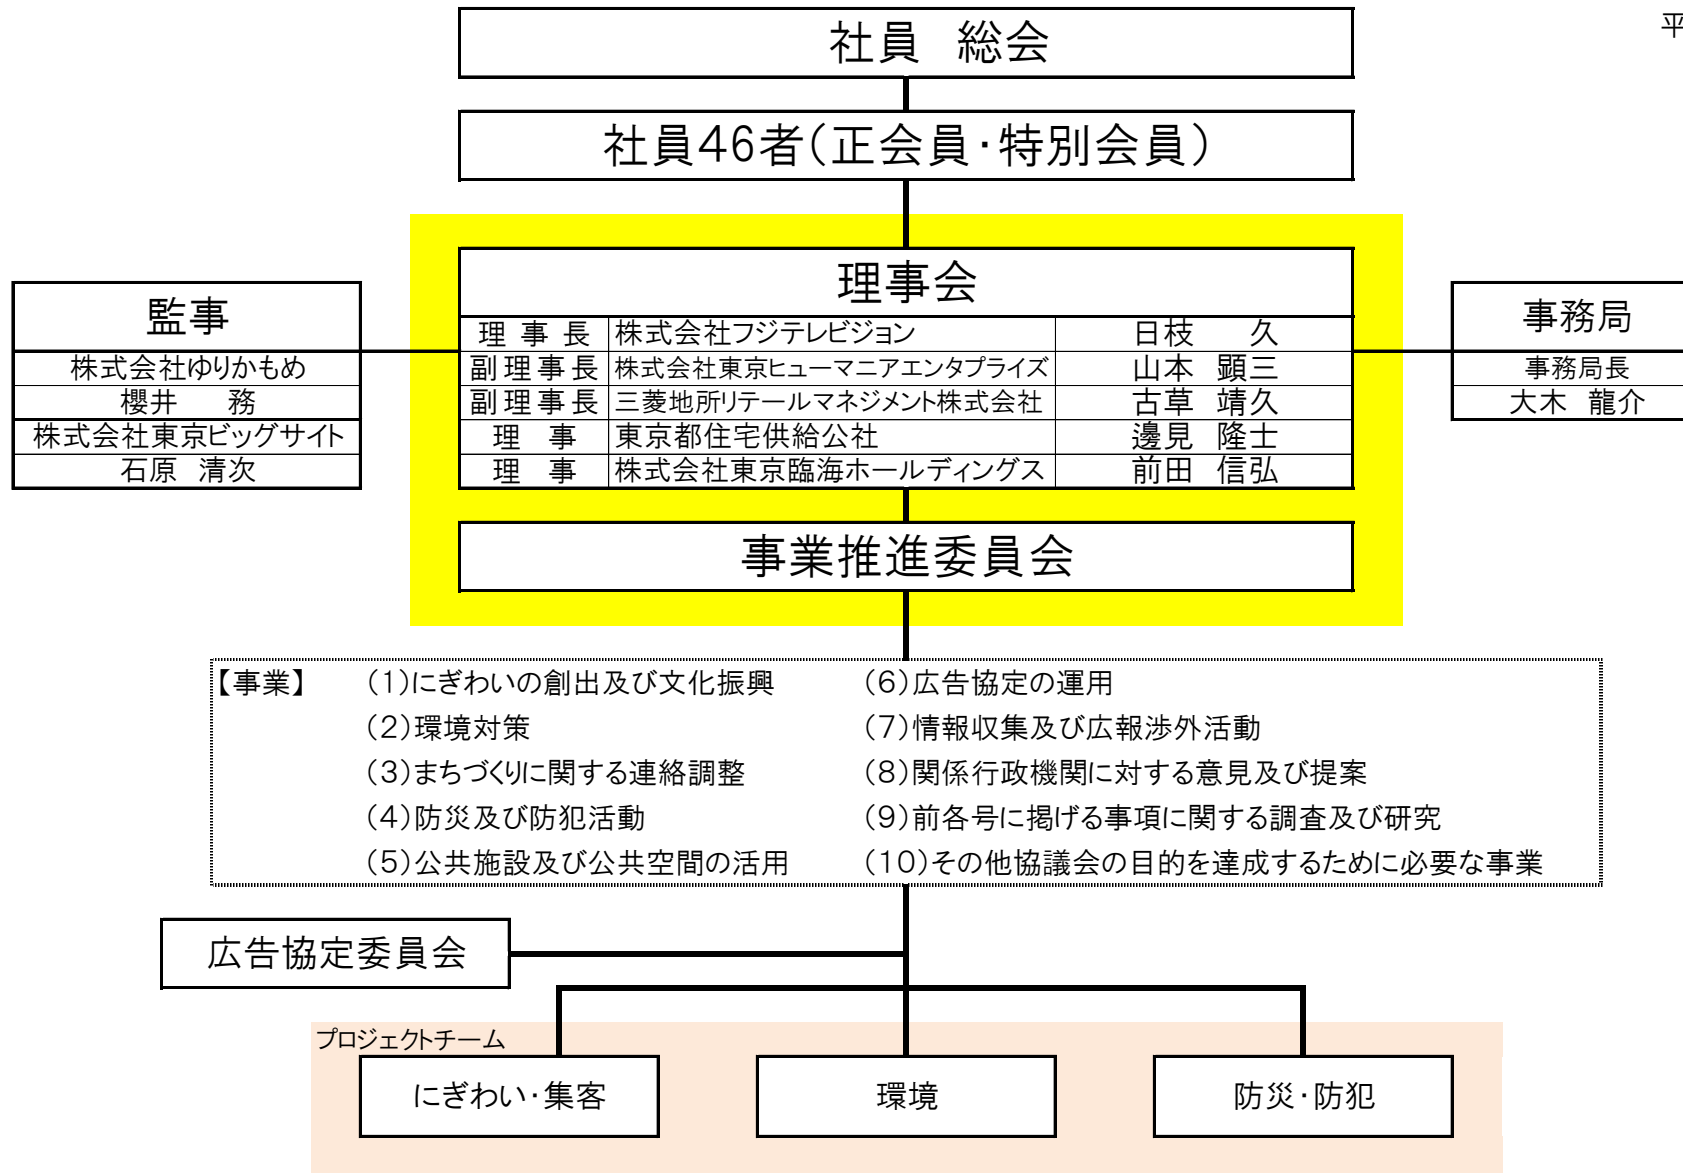 平
社員　総会
社員46者(正会員・特別会員)
理事会
理 事 長 株式会社フジテレビジョン 日枝　久
副理事長 株式会社東京ヒューマニアエンタプライズ 山本 顕三
副理事長 三菱地所リテールマネジメント株式会社 古草 靖久
理 事 東京都住宅供給公社 邊見 隆士
理 事 株式会社東京臨海ホールディングス 前田 信弘
監事
株式会社ゆりかもめ
櫻井　務
株式会社東京ビッグサイト
石原 清次
事務局
事務局長
大木 龍介
事業推進委員会
【事業】 (1)にぎわいの創出及び文化振興 (6)広告協定の運用
(2)環境対策 (7)情報収集及び広報渉外活動
(3)まちづくりに関する連絡調整 (8)関係行政機関に対する意見及び提案
(4)防災及び防犯活動 (9)前各号に掲げる事項に関する調査及び研究
(5)公共施設及び公共空間の活用 (10)その他協議会の目的を達成するために必要な事業
広告協定委員会
プロジェクトチーム
にぎわい・集客 環境 防災・防犯